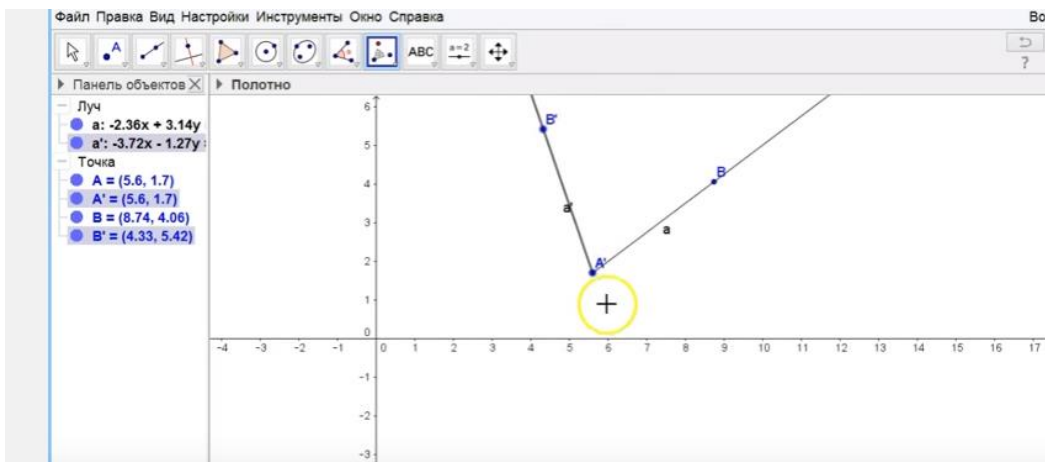 Файл Правка Вид Настройки Инструменты Окно Справка Во
A ABC a=2 ?
Панель объектов Полотно
Луч
a: -2.36x + 3.14y
a': -3.72x - 1.27y
Точка
A = (5.6, 1.7)
A' = (5.6, 1.7)
B = (8.74, 4.06)
B' = (4.33, 5.42)
6
B'
5
B
4
a'
3
a
2
A'
1
0
-4 -3 -2 -1 0 1 2 3 4 5 6 7 8 9 10 11 12 13 14 15 16 17
-1
-2
-3